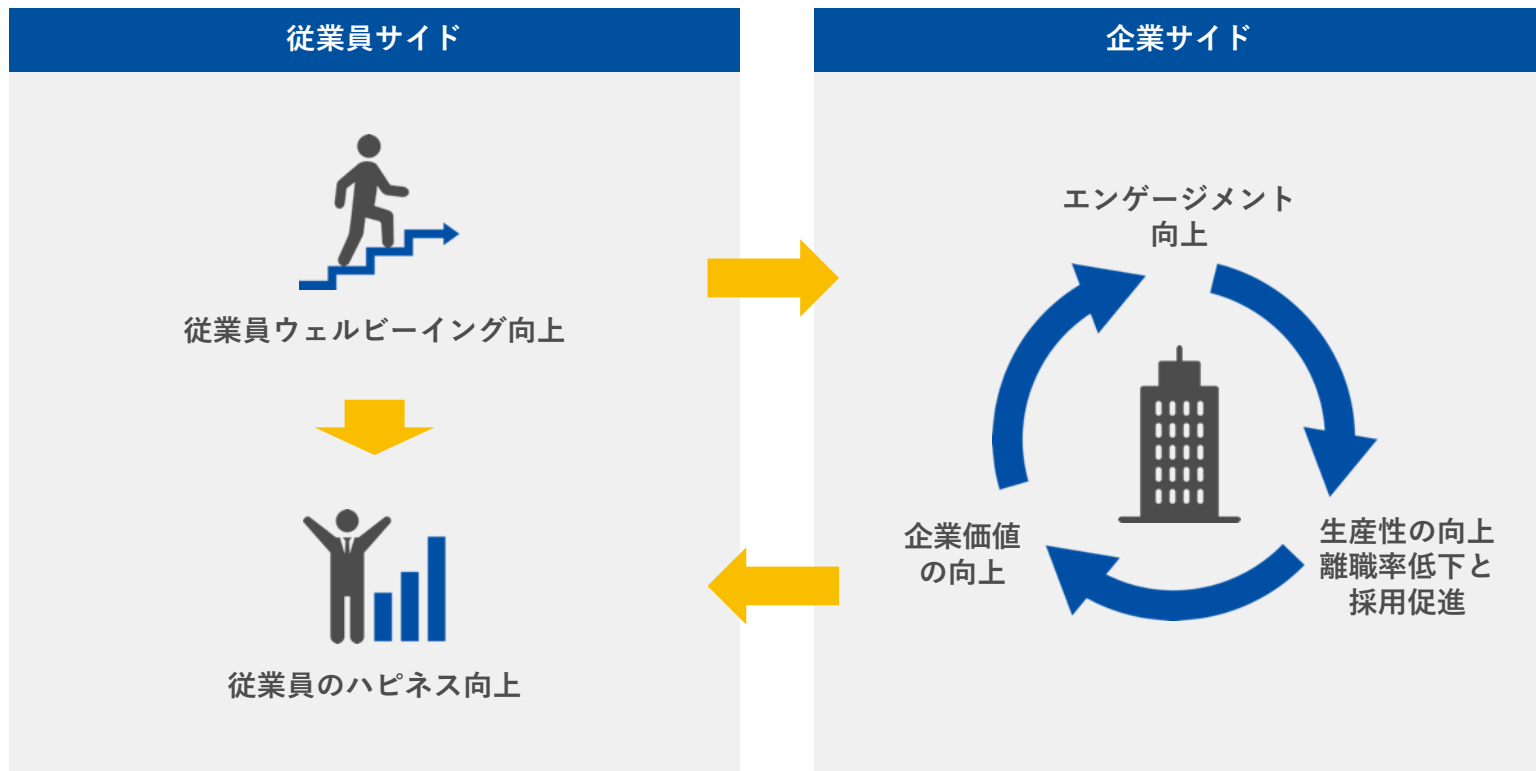 従業員サイド
従業員ウェルビーイング向上
従業員のハピネス向上
企業サイド
エンゲージメント
向上
生産性の向上
離職率低下と
採用促進
企業価値
の向上